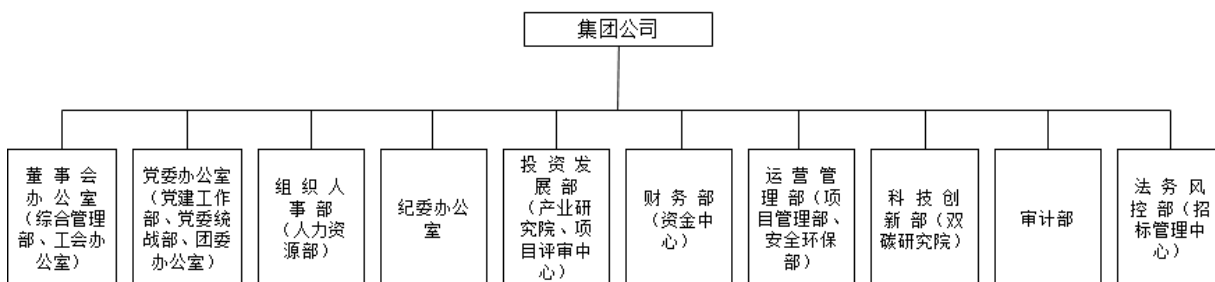 集团公司
董事会
办公室
（综合管理
部、工会办
公室）
党委办公室
（党建工作
部、党委统
战部、团委
办公室）
组织人
事部
（人力资
源部）
纪委办公
室
投资发
展部
（产业研
究院、项
目评审中
心）
财务部
（资金中
心）
运营管
理部（项
目管理部、
安全环保
部）
科技创
新部（双
碳研究院）
审计部
法务风
控部（招
标管理中
心）